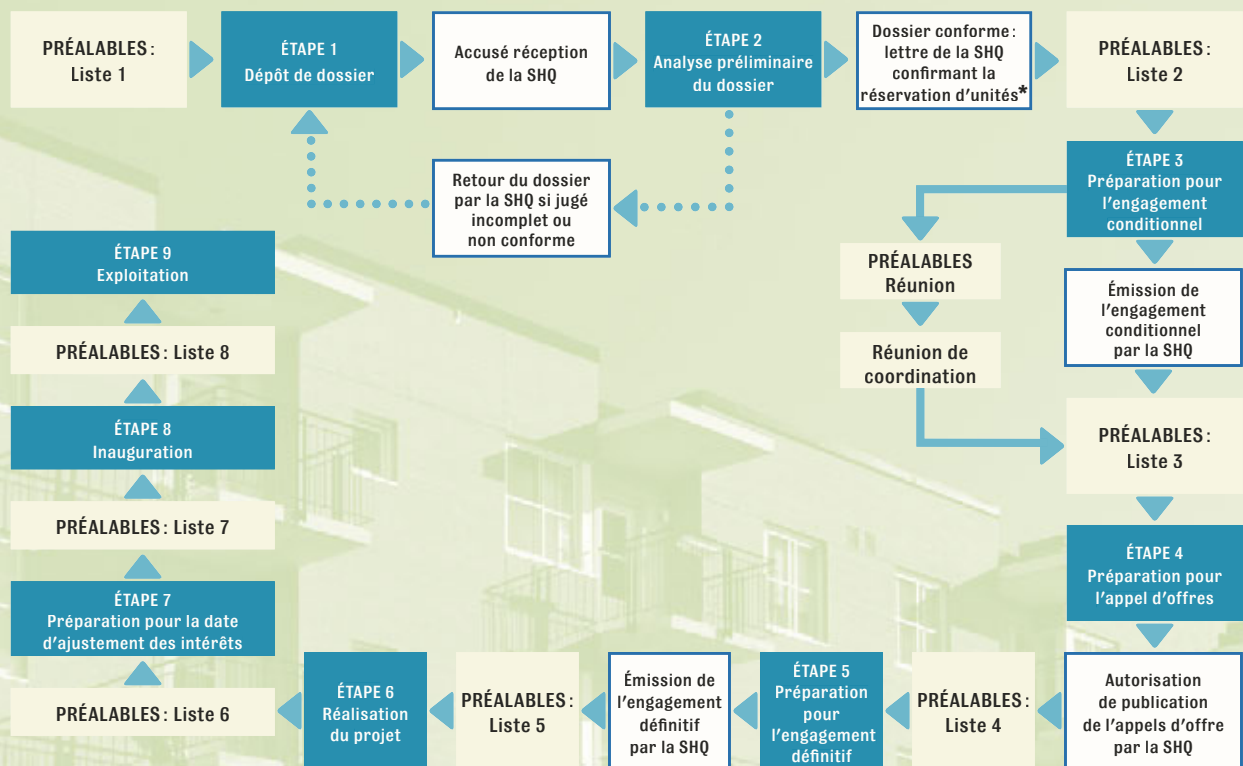 PRÉALABLES :
Liste 1
ÉTAPE 1
Dépôt de dossier
Accusé réception
de la SHQ
ÉTAPE 2
Analyse préliminaire
du dossier
Dossier conforme :
lettre de la SHQ
confirmant la
réservation d'unités*
PRÉALABLES :
Liste 2
Retour du dossier
par la SHQ si jugé
incomplet ou
non conforme
ÉTAPE 3
Préparation pour
l'engagement
conditionnel
PRÉALABLES
Réunion
Réunion de
coordination
Émission de
l'engagement
conditionnel
par la SHQ
PRÉALABLES :
Liste 3
ÉTAPE 4
Préparation pour
l'appel d'offres
Autorisation
de publication
de l'appels d'offre
par la SHQ
PRÉALABLES :
Liste 4
ÉTAPE 5
Préparation
pour
l'engagement
définitif
Émission de
l'engagement
définitif
par la SHQ
PRÉALABLES :
Liste 5
ÉTAPE 6
Réalisation
du projet
PRÉALABLES : Liste 6
ÉTAPE 7
Préparation pour la date
d'ajustement des intérêts
PRÉALABLES : Liste 7
ÉTAPE 8
Inauguration
PRÉALABLES : Liste 8
ÉTAPE 9
Exploitation